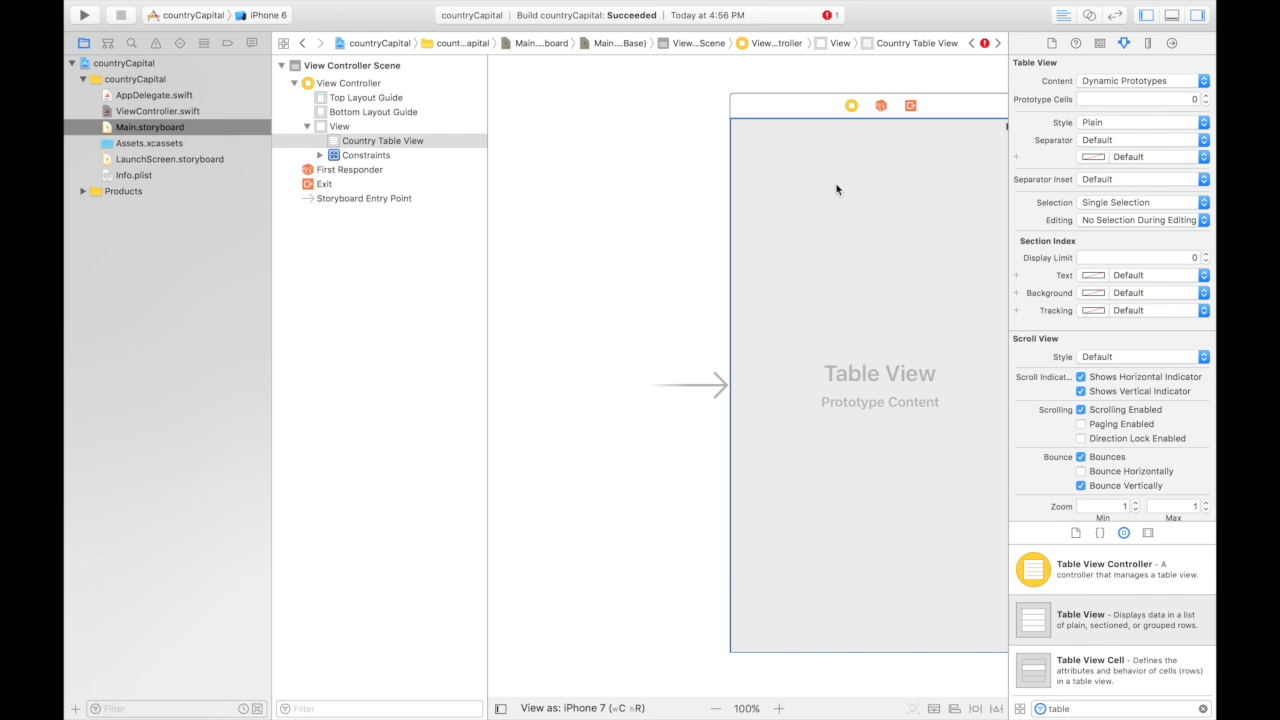 countryCapital iPhone 6 countryCapital Build countryCapital: Succeeded Today at 4:56 PM 1
countryCapital count...apital Main....board Main....Base) View...Scene View...troller View Country Table View
countryCapital
countryCapital
AppDelegate.swift
ViewController.swift
Main.storyboard
Assets.xcassets
LaunchScreen.storyboard
Info.plist
Products
Filter
View Controller Scene
View Controller
Top Layout Guide
Bottom Layout Guide
View
Country Table View
Constraints
First Responder
Exit
Storyboard Entry Point
Filter
Table View
Prototype Content
View as: iPhone 7 (wC hR) 100%
Table View
Content Dynamic Prototypes
Prototype Cells 0
Style Plain
Separator Default
Default
Separator Inset Default
Selection Single Selection
Editing No Selection During Editing
Section Index
Display Limit 0
Text Default
Background Default
Tracking Default
Scroll View
Style Default
Scroll Indicat... Shows Horizontal Indicator
Shows Vertical Indicator
Scrolling Scrolling Enabled
Paging Enabled
Direction Lock Enabled
Bounce Bounces
Bounce Horizontally
Bounce Vertically
Zoom 1 1
Min Max
Table View Controller - A
controller that manages a table view.
Table View - Displays data in a list
of plain, sectioned, or grouped rows.
Table View Cell - Defines the
attributes and behavior of cells (rows)
in a table view.
table